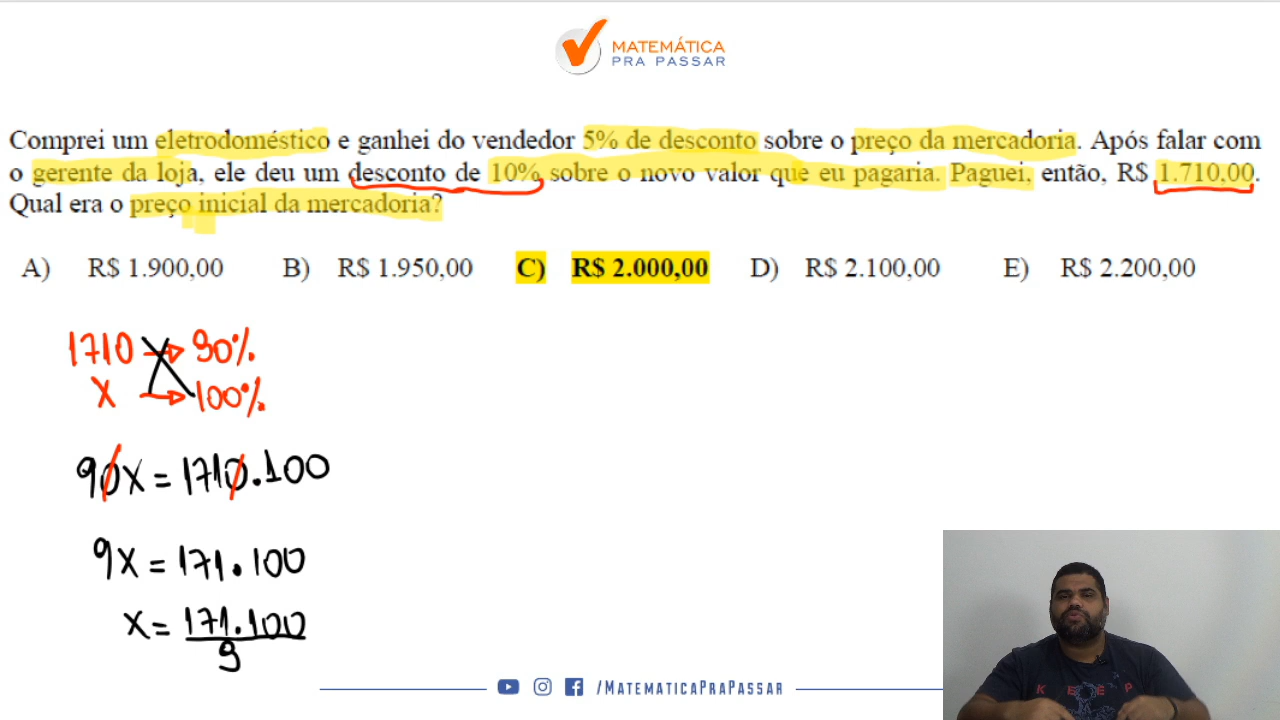 MATEMÁTICA
PRA PASSAR
Comprei um eletrodoméstico e ganhei do vendedor 5% de desconto sobre o preço da mercadoria. Após falar com
o gerente da loja, ele deu um desconto de 10% sobre o novo valor que eu pagaria. Paguei, então, R$ 1.710,00.
Qual era o preço inicial da mercadoria?
A) R$ 1.900,00 B) R$ 1.950,00 C) R$ 2.000,00 D) R$ 2.100,00 E) R$ 2.200,00
1710 → 90%
x → 100%
90x = 1710.100
9x = 171.100
x = 171.100
9
/MatematicaPraPassar
K E E P